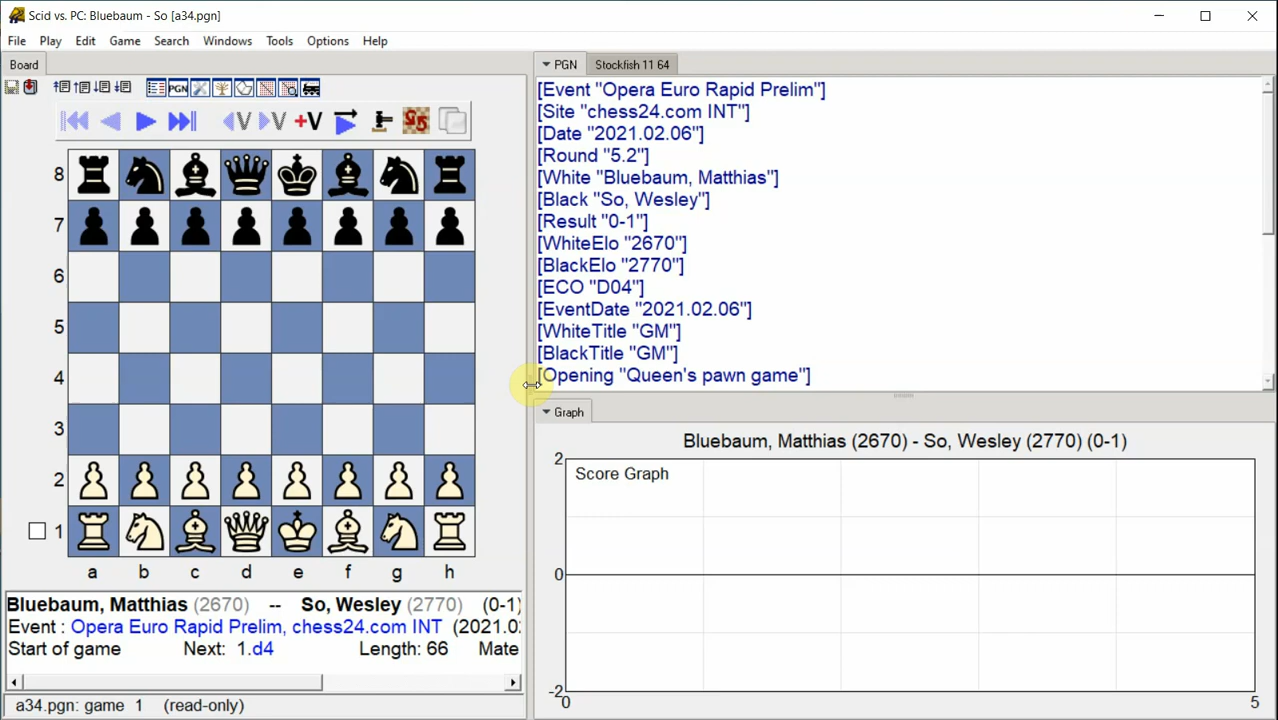 Scid vs. PC: Bluebaum - So [a34.pgn]
File Play Edit Game Search Windows Tools Options Help
Board
PGN
V V +V
8
7
6
5
4
3
2
1
a b c d e f g h
Bluebaum, Matthias (2670) -- So, Wesley (2770) (0-1)
Event : Opera Euro Rapid Prelim, chess24.com INT (2021.02
Start of game Next: 1.d4 Length: 66 Mate
a34.pgn: game 1 (read-only)
PGN Stockfish 11 64
[Event "Opera Euro Rapid Prelim"]
[Site "chess24.com INT"]
[Date "2021.02.06"]
[Round "5.2"]
[White "Bluebaum, Matthias"]
[Black "So, Wesley"]
[Result "0-1"]
[WhiteElo "2670"]
[BlackElo "2770"]
[ECO "D04"]
[EventDate "2021.02.06"]
[WhiteTitle "GM"]
[BlackTitle "GM"]
[Opening "Queen's pawn game"]
Graph
Bluebaum, Matthias (2670) - So, Wesley (2770) (0-1)
Score Graph
2
0
-2
0 5